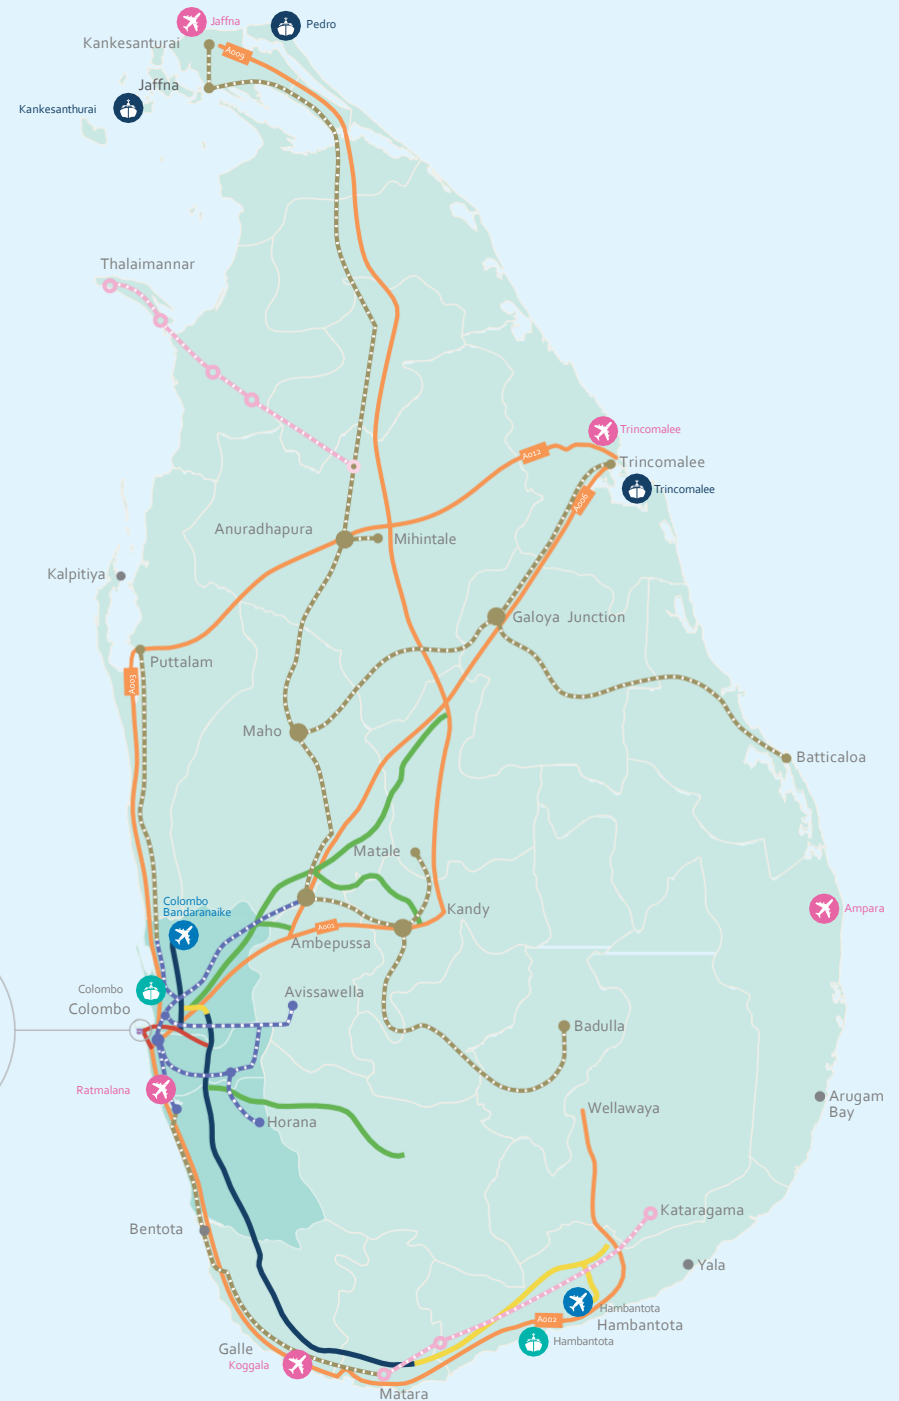 Jaffna
Pedro
Kankesanturai
A009
Jaffna
Kankesanthurai
Thalaimannar
Trincomalee
A012
Trincomalee
Trincomalee
A006
Anuradhapura
Mihintale
Kalpitiya
Galoya Junction
Puttalam
A003
Maho
Batticaloa
Matale
Colombo
Bandaranaike
Kandy
Ampara
A001
Ambepussa
Colombo
Avissawella
Colombo
Badulla
Ratmalana
Arugam
Bay
Wellawaya
Horana
Kataragama
Bentota
Yala
Hambantota
A002
Hambantota
Hambantota
Galle
Koggala
Matara